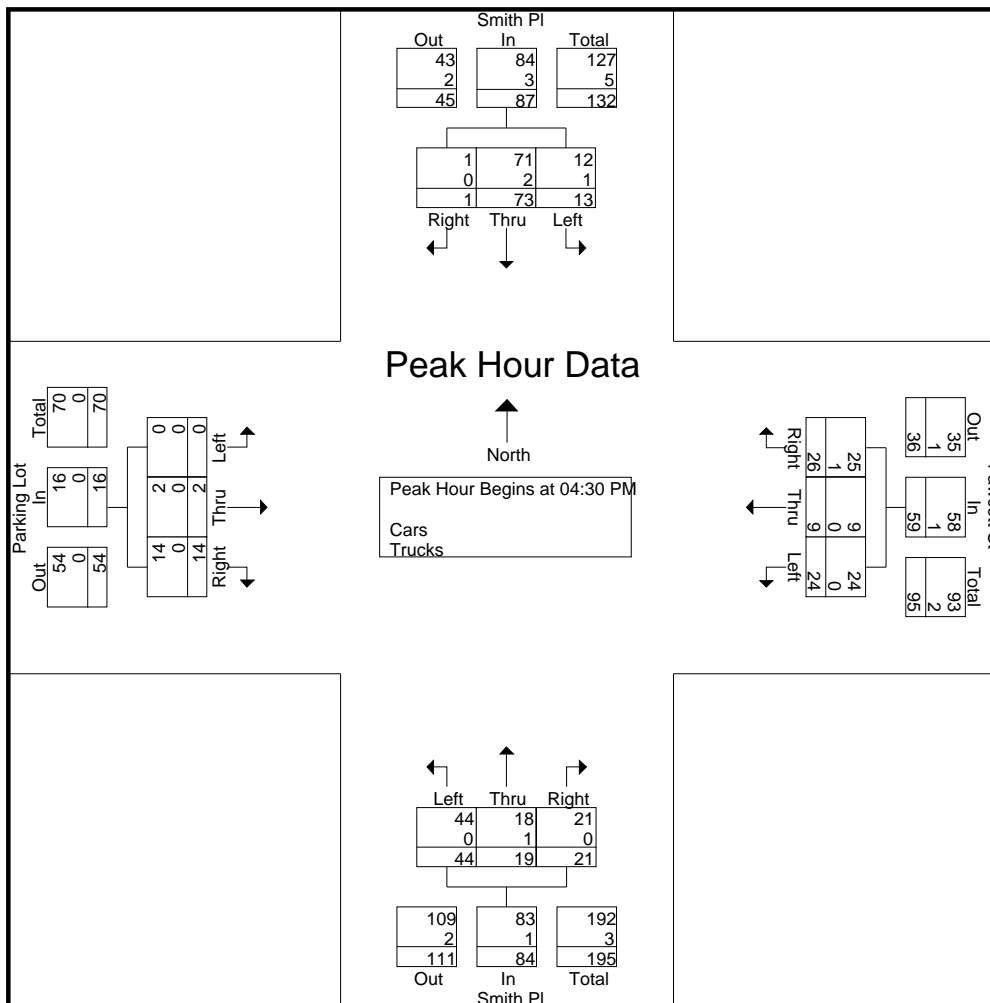 Smith Pl
Out In Total
43 84 127
2 3 5
45 87 132
1 71 12
0 2 1
1 73 13
Right Thru Left
Peak Hour Data
North
Peak Hour Begins at 04:30 PM
Cars
Trucks
Parking Lot
Out In Total
54 16 70
0 0 0
54 16 70
Left Thru Right
0 2 14
0 0 0
0 2 14
Right Thru Left
25 9 24
1 0 0
26 9 24
Out In Total
35 58 93
1 1 2
36 59 95
Left Thru Right
44 18 21
0 1 0
44 19 21
109 83 192
2 1 3
111 84 195
Out In Total
Smith Pl